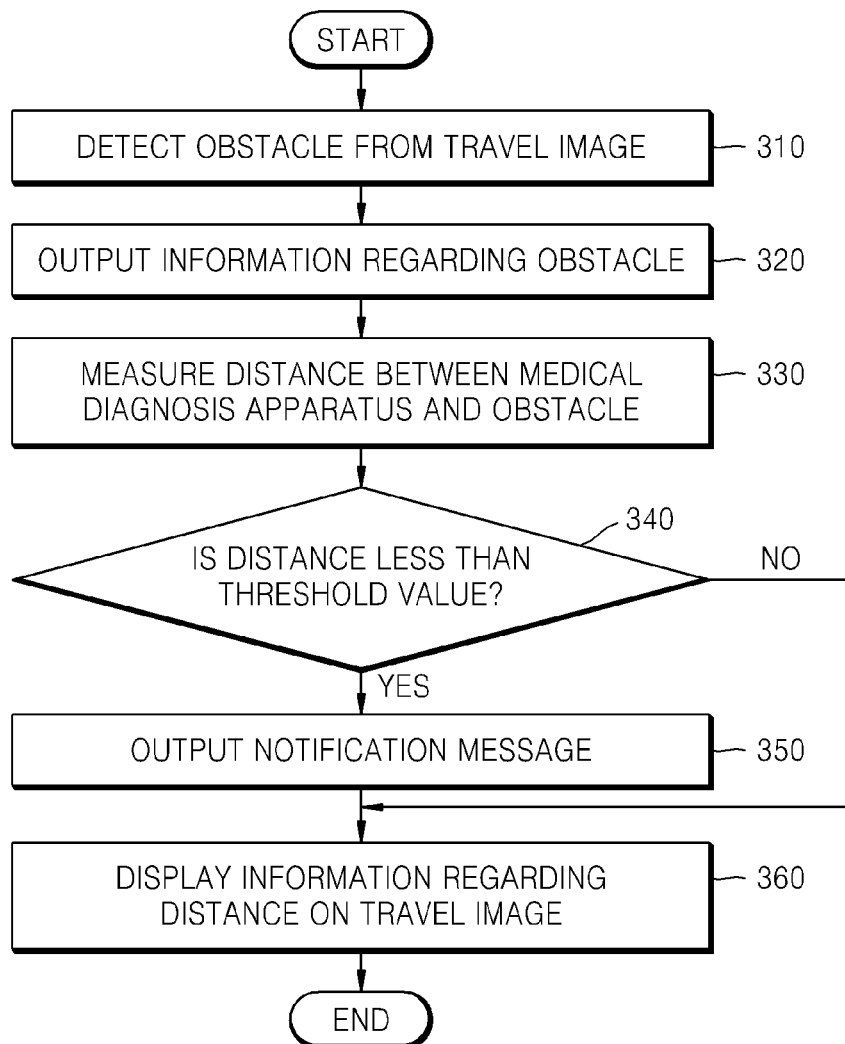 START
DETECT OBSTACLE FROM TRAVEL IMAGE
310
OUTPUT INFORMATION REGARDING OBSTACLE
320
MEASURE DISTANCE BETWEEN MEDICAL
DIAGNOSIS APPARATUS AND OBSTACLE
330
340
IS DISTANCE LESS THAN
THRESHOLD VALUE?
NO
YES
OUTPUT NOTIFICATION MESSAGE
350
DISPLAY INFORMATION REGARDING
DISTANCE ON TRAVEL IMAGE
360
END